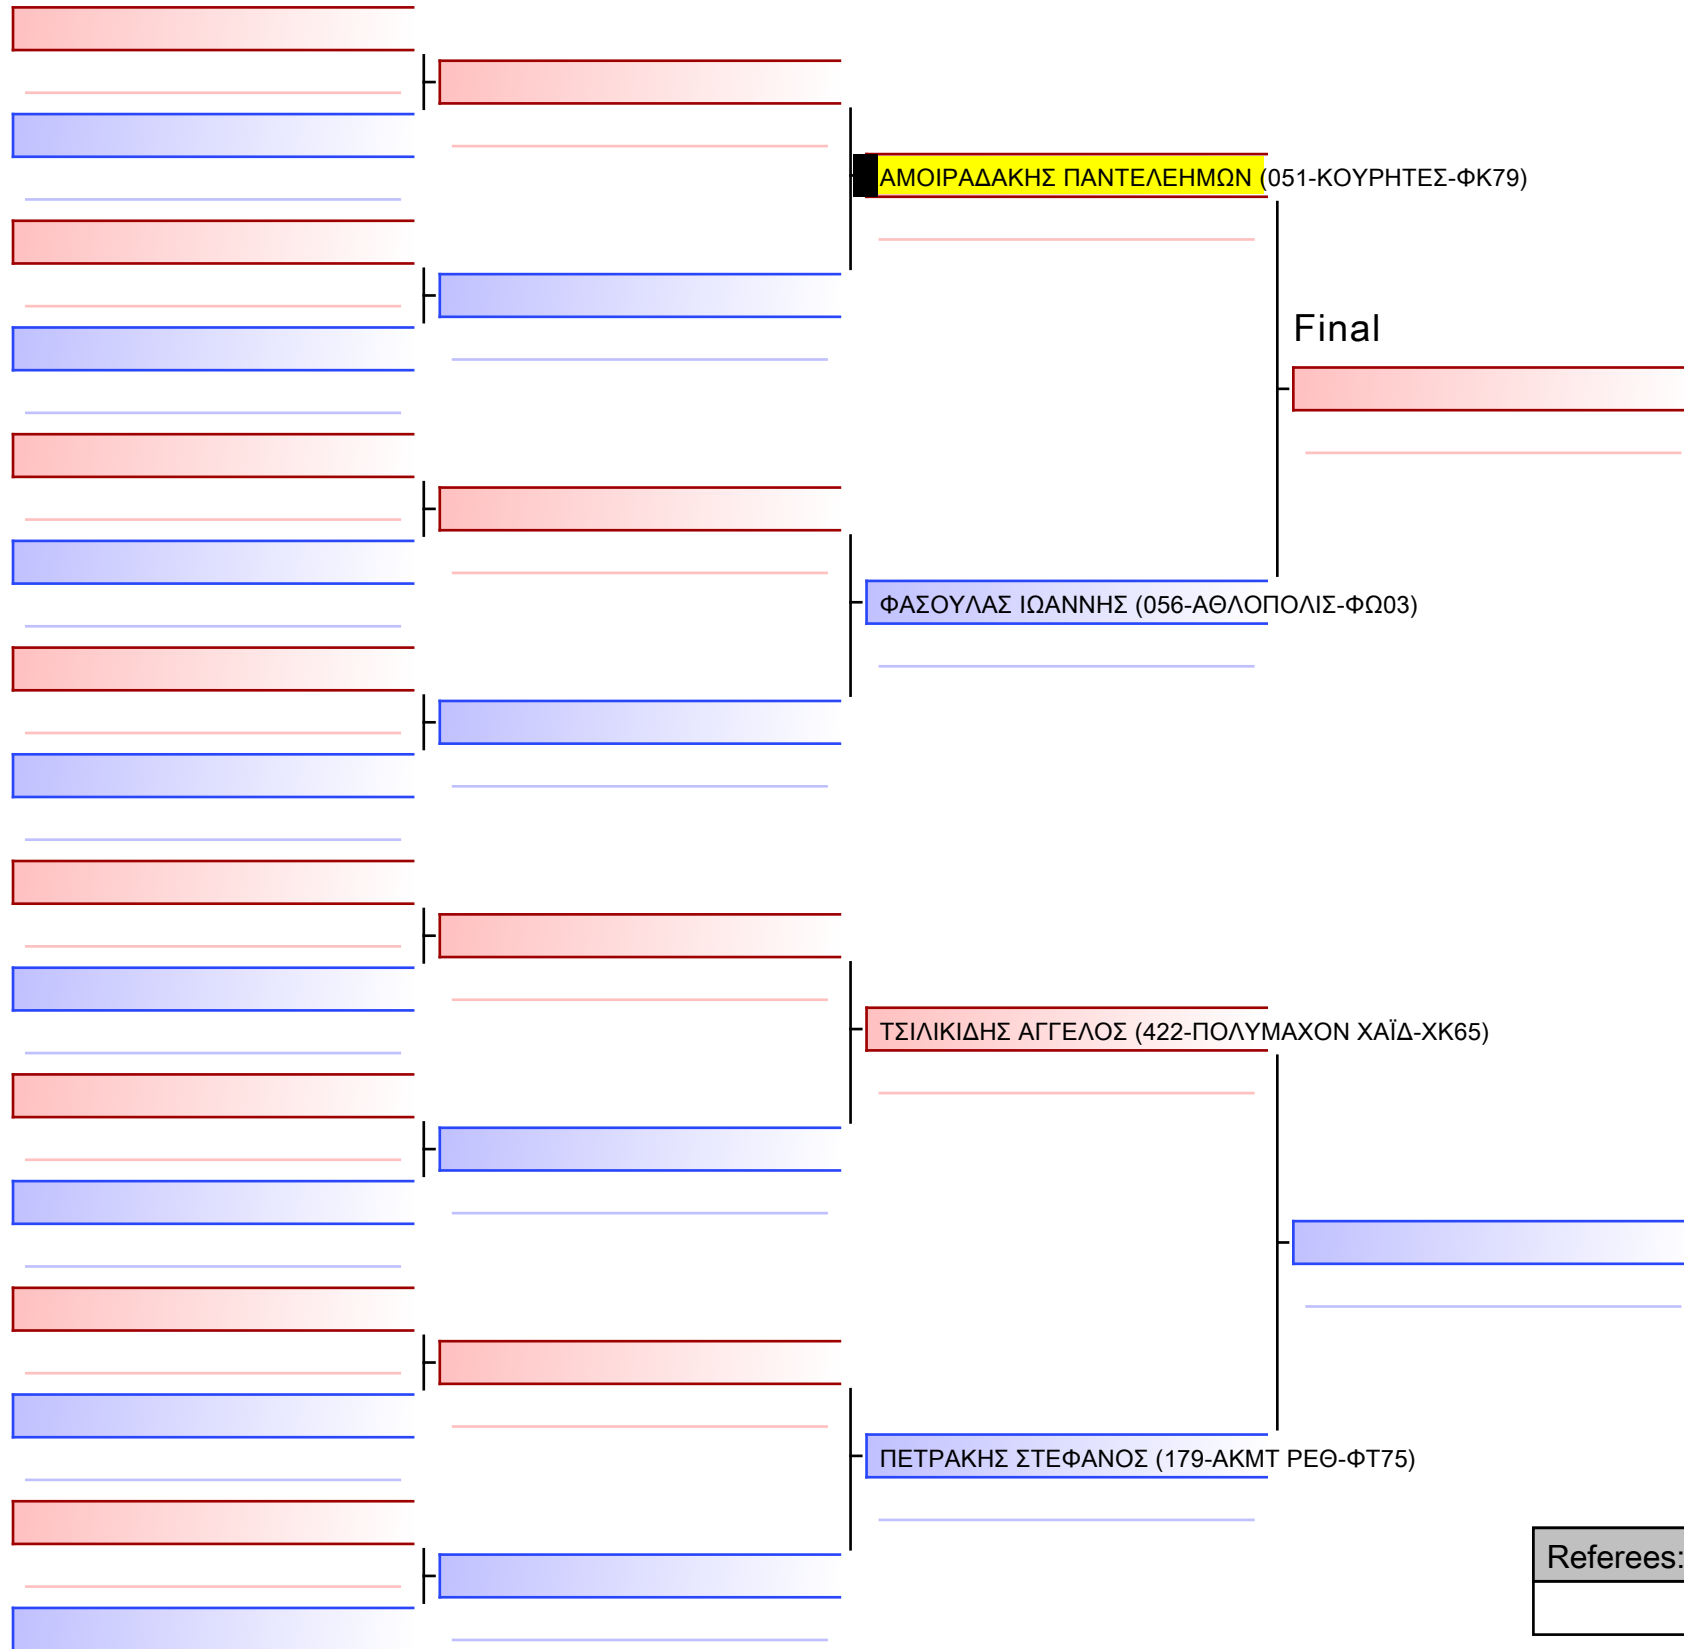 ΑΜΟΙΡΑΔΑΚΗΣ ΠΑΝΤΕΛΕΗΜΩΝ (051-ΚΟΥΡΗΤΕΣ-ΦΚ79)
Final
ΦΑΣΟΥΛΑΣ ΙΩΑΝΝΗΣ (056-ΑΘΛΟΠΟΛΙΣ-ΦΩ03)
ΤΣΙΛΙΚΙΔΗΣ ΑΓΓΕΛΟΣ (422-ΠΟΛΥΜΑΧΟΝ ΧΑΪΔ-ΧΚ65)
ΠΕΤΡΑΚΗΣ ΣΤΕΦΑΝΟΣ (179-ΑΚΜΤ ΡΕΘ-ΦΤ75)
Referees: